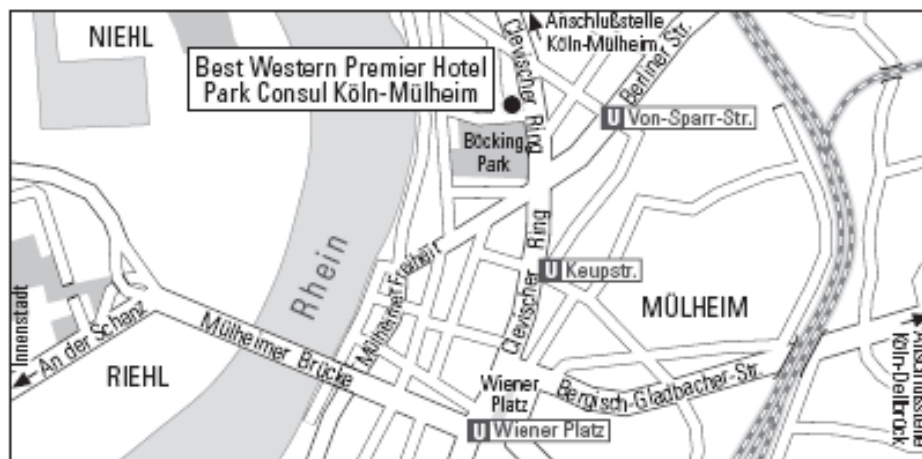 NIEHL
Best Western Premier Hotel
Park Consul Köln-Mülheim
Anschlußstelle
Köln-Mülheim
Clevischer Ring
Berliner Str.
U Von-Sparr-Str.
Böcking
Park
Rhein
Mülheimer Freiheit
Clevischer Ring
U Keupstr.
MÜLHEIM
Innenstadt
An der Schanz
RIEHL
Mülheimer Brücke
Wiener
Platz
Bergisch-Gladbacher-Str.
U Wiener Platz
Anschlußstelle
Köln-Dellbrück